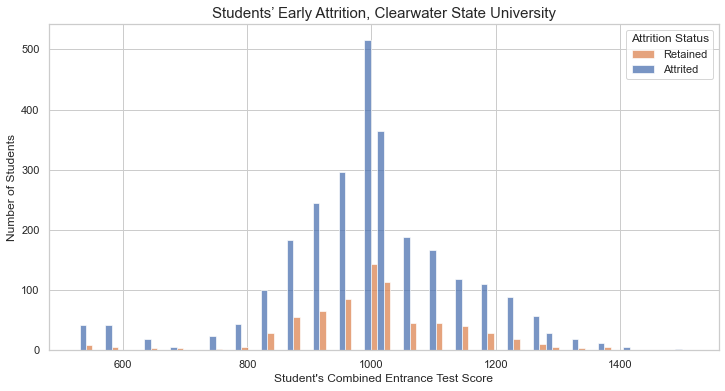 Students’ Early Attrition, Clearwater State University
Attrition Status
Retained
Attrited
Number of Students
500
400
300
200
100
0
600
800
1000
1200
1400
Student's Combined Entrance Test Score